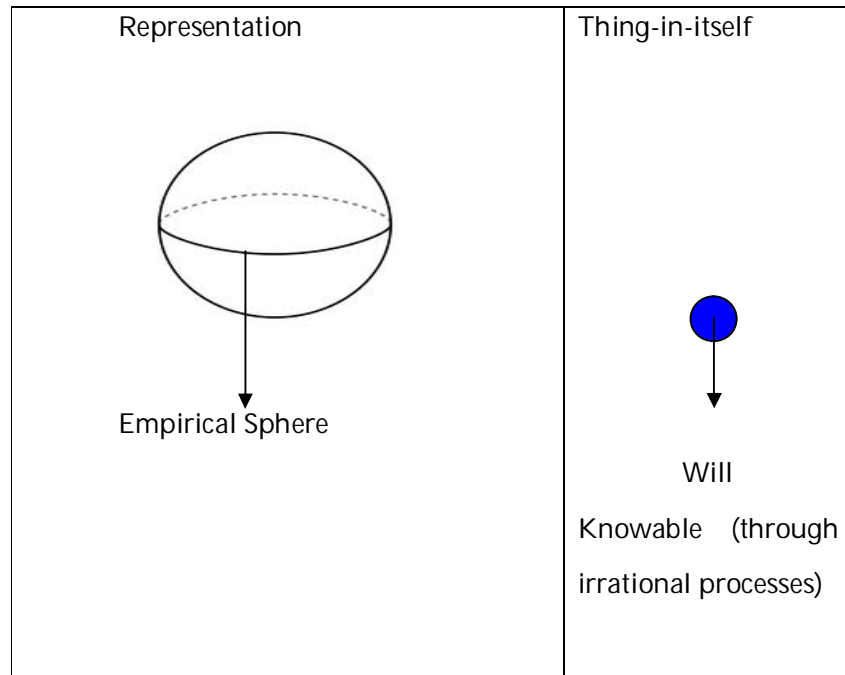 Representation
Empirical Sphere
Thing-in-itself
Will
Knowable (through
irrational processes)